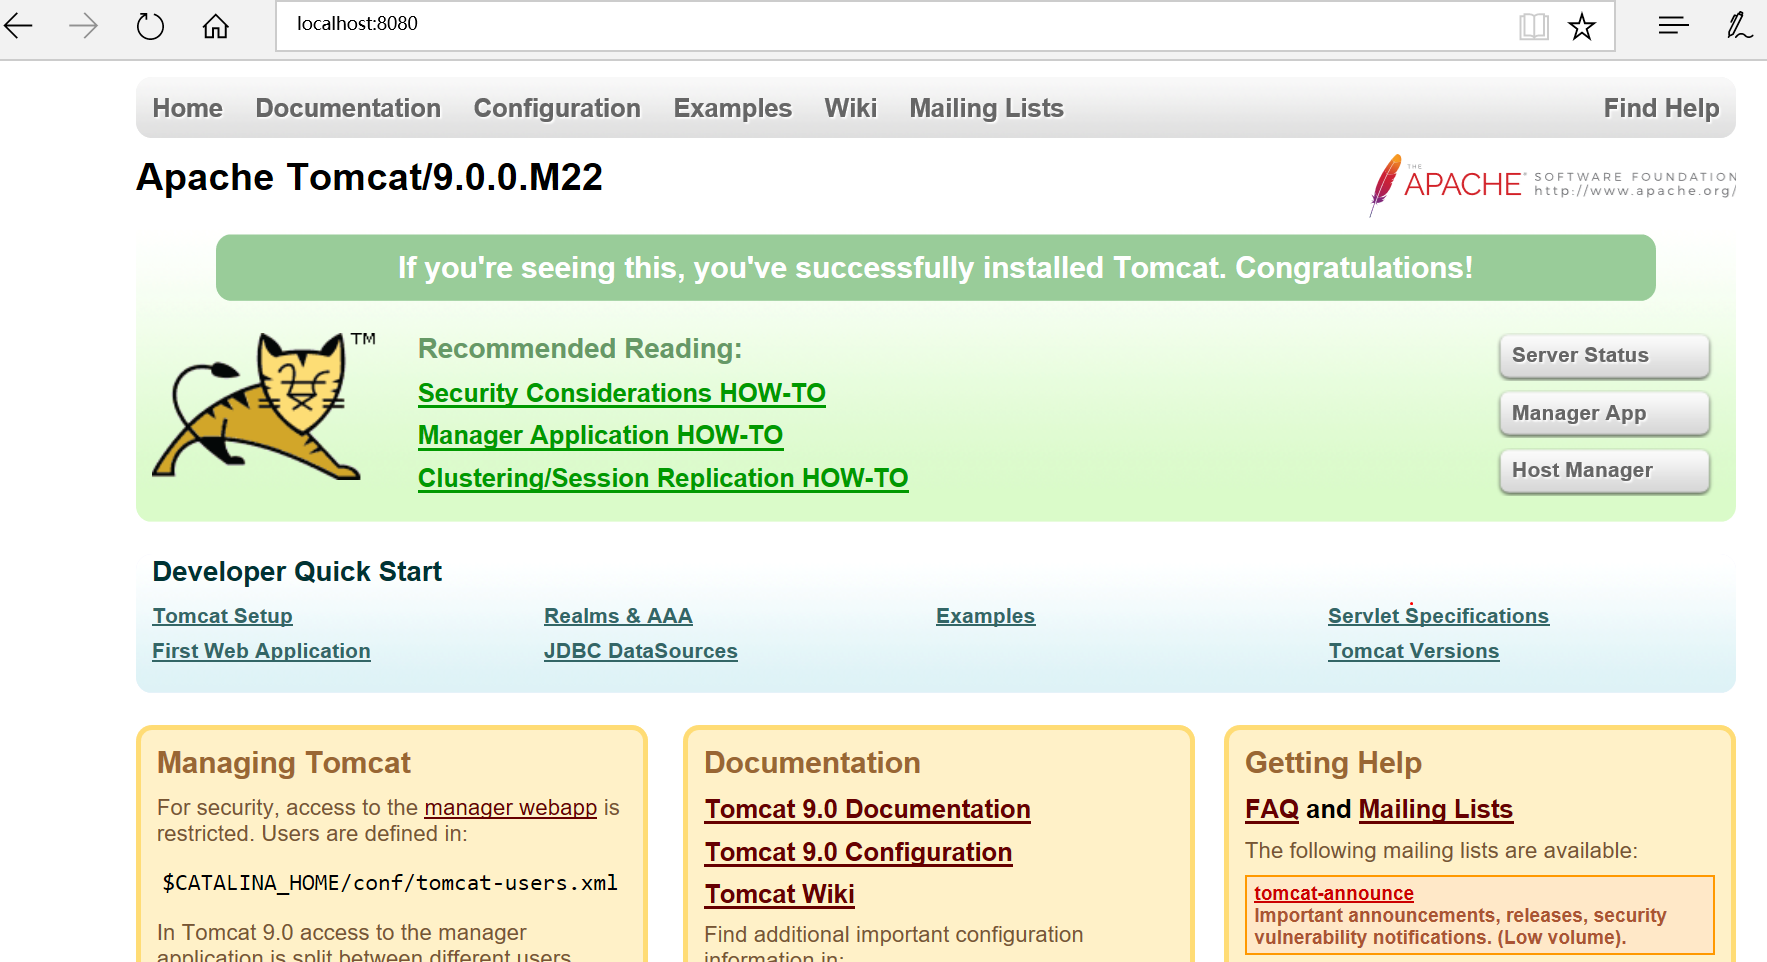 localhost:8080
Home Documentation Configuration Examples Wiki Mailing Lists Find Help
Apache Tomcat/9.0.0.M22
THE APACHE® SOFTWARE FOUNDATION
http://www.apache.org/
If you're seeing this, you've successfully installed Tomcat. Congratulations!
TM
Recommended Reading:
Security Considerations HOW-TO
Manager Application HOW-TO
Clustering/Session Replication HOW-TO
Server Status
Manager App
Host Manager
Developer Quick Start
Tomcat Setup
First Web Application
Realms & AAA
JDBC DataSources
Examples
Servlet Specifications
Tomcat Versions
Managing Tomcat
For security, access to the manager webapp is
restricted. Users are defined in:
$CATALINA_HOME/conf/tomcat-users.xml
In Tomcat 9.0 access to the manager
application is split between different users.
Documentation
Tomcat 9.0 Documentation
Tomcat 9.0 Configuration
Tomcat Wiki
Find additional important configuration
information in:
Getting Help
FAQ and Mailing Lists
The following mailing lists are available:
tomcat-announce
Important announcements, releases, security
vulnerability notifications. (Low volume).